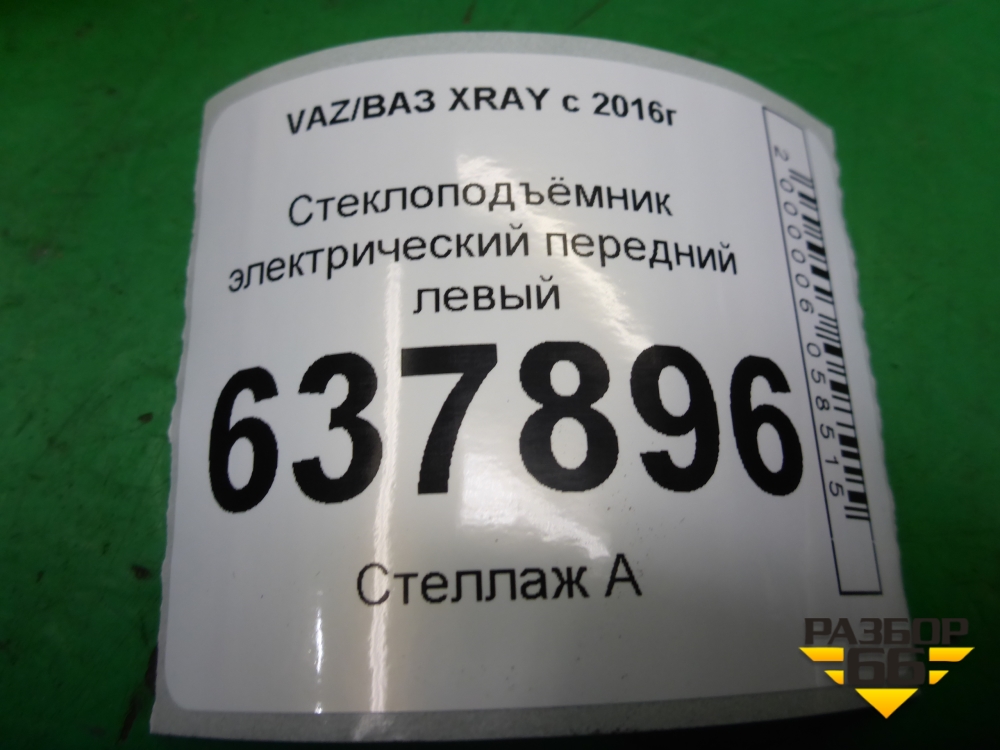 VAZ/ВАЗ XRAY с 2016г
Стеклоподъёмник
электрический передний
левый
637896
Стеллаж А
2000006058515
РАЗБОР
66